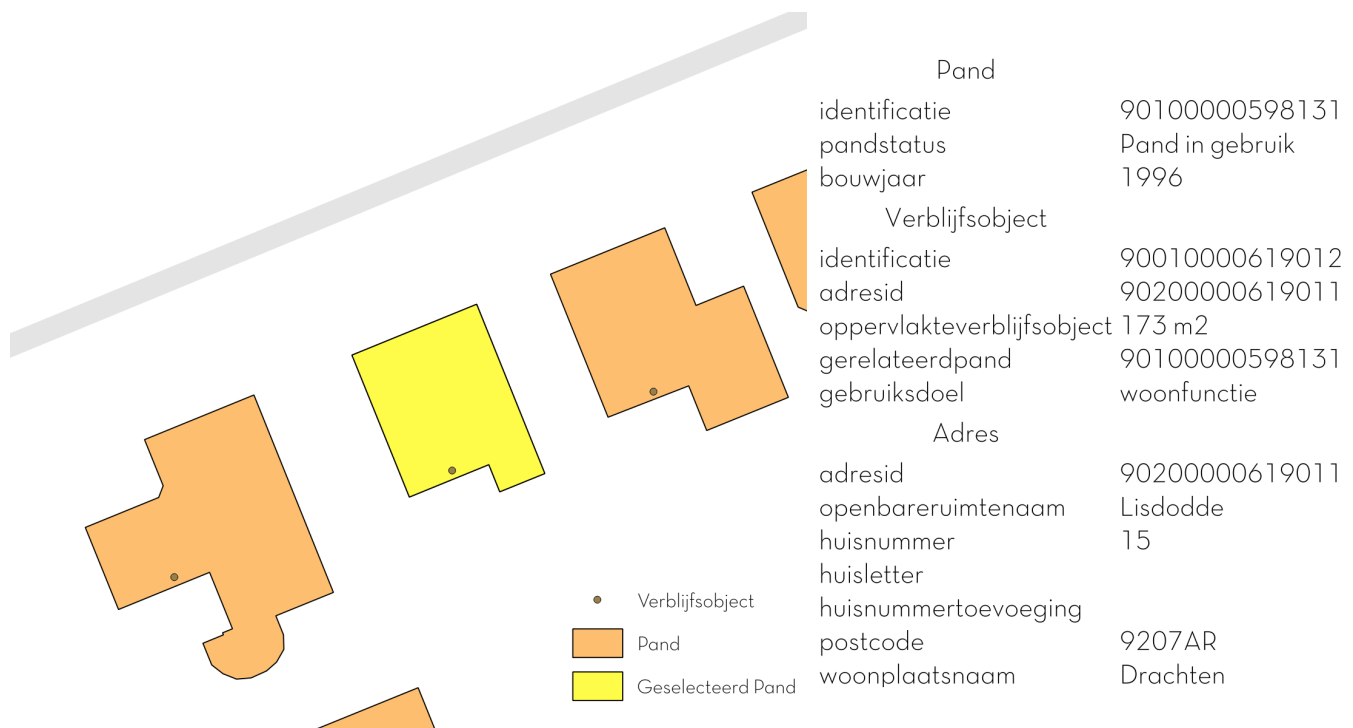 Pand
identificatie 90100000598131
pandstatus Pand in gebruik
bouwjaar 1996
Verblijfsobject
identificatie 90010000619012
adresid 90200000619011
oppervlakteverblijfsobject 173 m2
gerelateerdpand 90100000598131
gebruiksdoel woonfunctie
Adres
adresid 90200000619011
openbareruimtenaam Lisdodde
huisnummer 15
huisletter
huisnummertoevoeging
postcode 9207AR
woonplaatsnaam Drachten
Verblijfsobject
Pand
Geselecteerd Pand